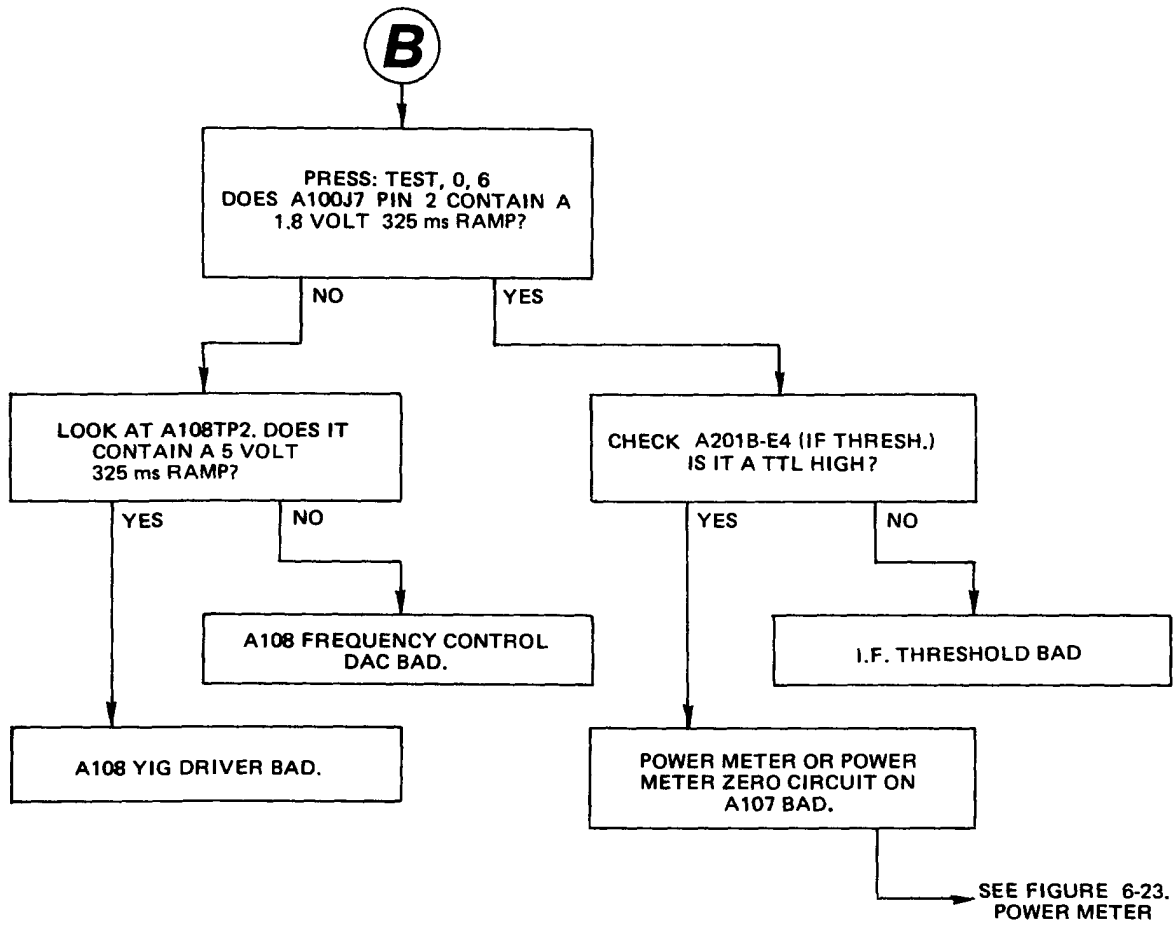 B
PRESS: TEST, 0, 6
DOES A100J7 PIN 2 CONTAIN A
1.8 VOLT 325 ms RAMP?
NO
YES
LOOK AT A108TP2. DOES IT
CONTAIN A 5 VOLT
325 ms RAMP?
CHECK A201B-E4 (IF THRESH.)
IS IT A TTL HIGH?
YES
NO
YES
NO
A108 FREQUENCY CONTROL
DAC BAD.
I.F. THRESHOLD BAD
A108 YIG DRIVER BAD.
POWER METER OR POWER
METER ZERO CIRCUIT ON
A107 BAD.
SEE FIGURE 6-23.
POWER METER